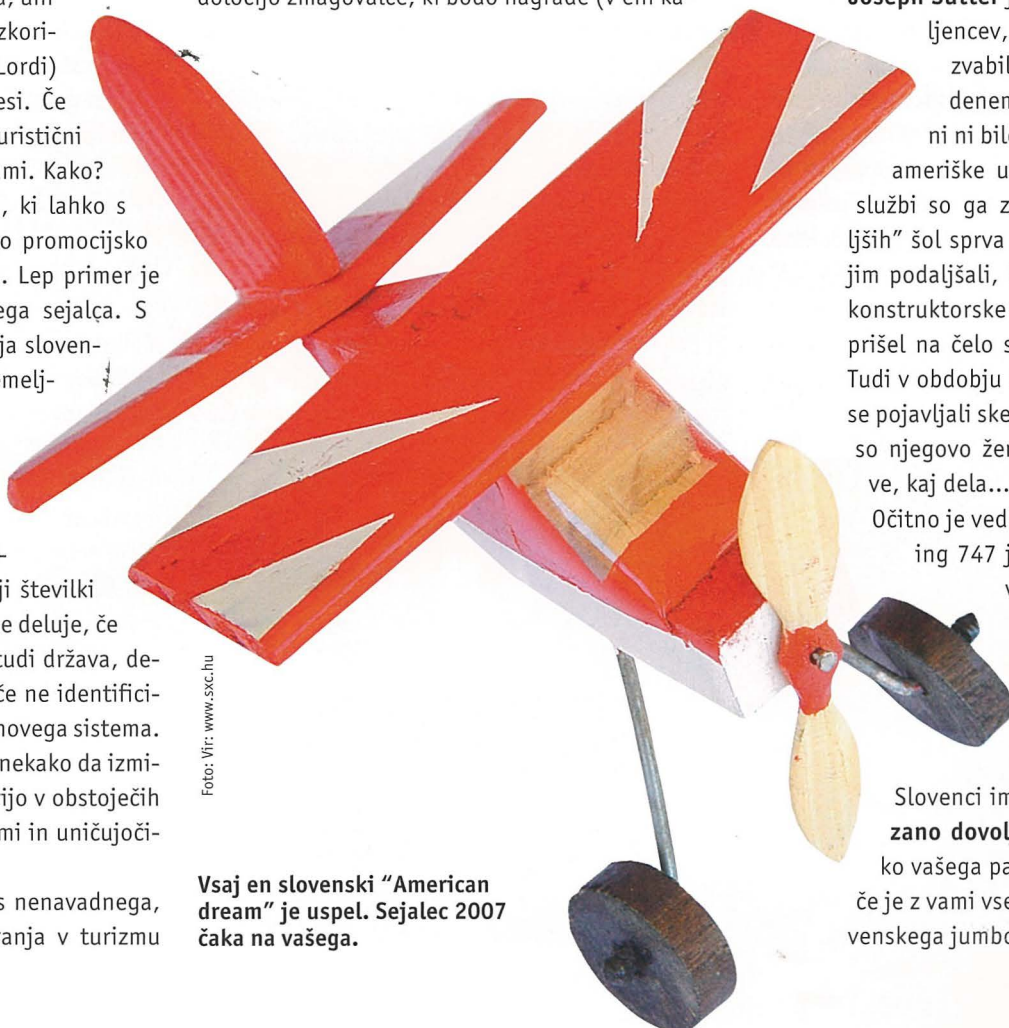 določijo zmagovalce, ki bodo nagrade (v eni ka
zkori-
Lordi)
esi. Če
uristični
mi. Kako?
, ki lahko s
o promocijsko
. Lep primer je
ega sejalca. S
ja sloven-
emelj-
ji številki
e deluje, če
tudi država, de-
če ne identifici-
novega sistema.
nekako da izmi-
ijo v obstoječih
mi in uničujoči-
s nenavadnega,
anja v turizmu
Foto: Vir: www.sxc.hu
Vsaj en slovenski “American
dream” je uspel. Sejalec 2007
čaka na vašega.
Joseph Sutter
ljencev,
zvabil
denem
ni ni bilo
ameriške u
službi so ga z
ljših” šol sprva
jim podaljšali,
konstruktorske
prišel na čelo s
Tudi v obdobju
se pojavljali ske
so njegovo žen
ve, kaj dela...
Očitno je ved
ing 747 j
v
Slovenci im
zano dovol
ko vašega pa
če je z vami vse
venskega jumbo